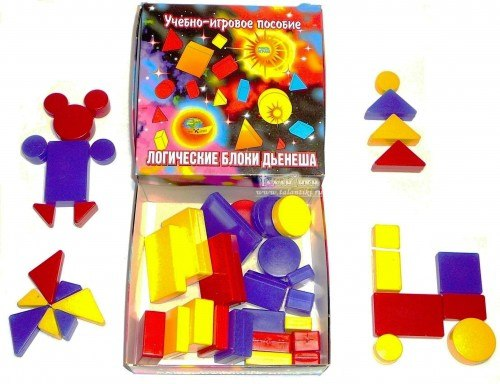 Учебно-игровое пособие
ЛОГИЧЕСКИЕ БЛОКИ ДЬЕНЕША